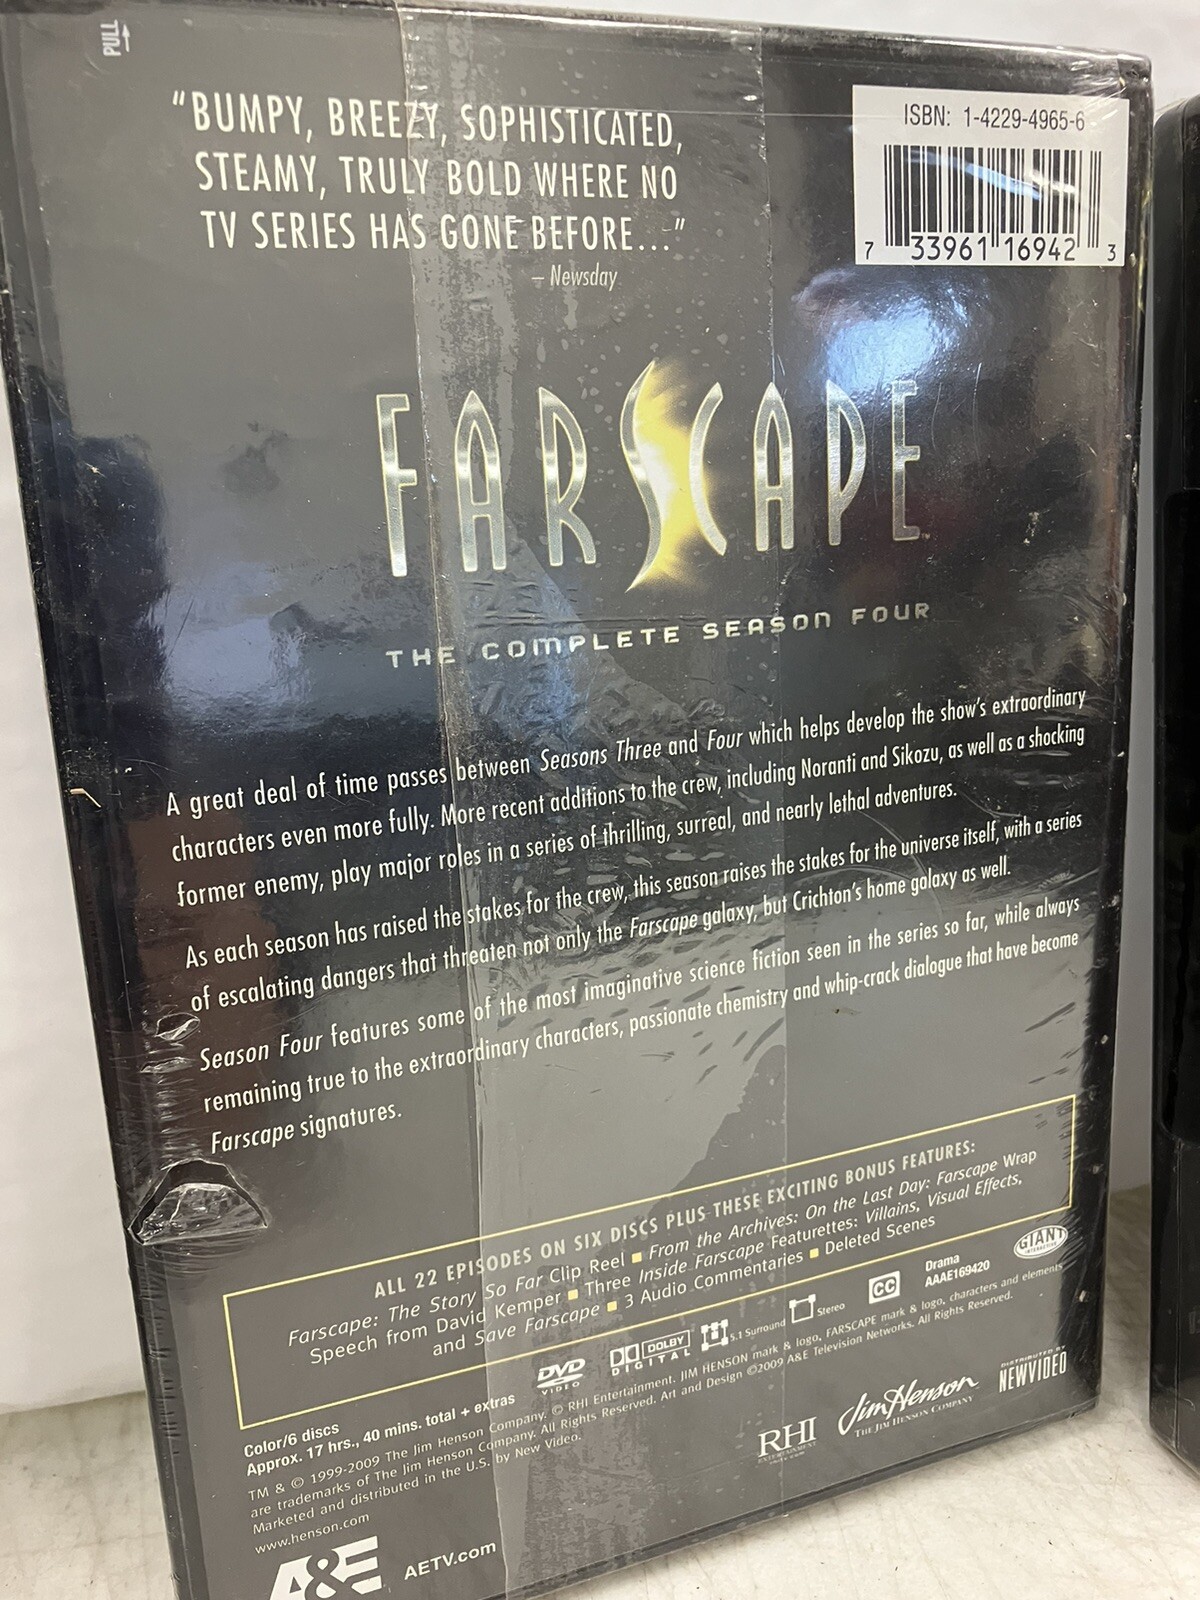 PULL
"BUMPY, BREEZY, SOPHISTICATED,
STEAMY, TRULY BOLD WHERE NO
TV SERIES HAS GONE BEFORE..."
– Newsday
ISBN: 1-4229-4965-6
7 33961 16942 3
FARSCAPE
THE COMPLETE SEASON FOUR
A great deal of time passes between Seasons Three and Four which helps develop the show's extraordinary
characters even more fully. More recent additions to the crew, including Noranti and Sikozu, as well as a shocking
former enemy, play major roles in a series of thrilling, surreal, and nearly lethal adventures.
As each season has raised the stakes for the crew, this season raises the stakes for the universe itself, with a series
of escalating dangers that threaten not only the Farscape galaxy, but Crichton's home galaxy as well.
Season Four features some of the most imaginative science fiction seen in the series so far, while always
remaining true to the extraordinary characters, passionate chemistry and whip-crack dialogue that have become
Farscape signatures.
ALL 22 EPISODES ON SIX DISCS PLUS THESE EXCITING BONUS FEATURES:
Farscape: The Story So Far Clip Reel ■ From the Archives: On the Last Day: Farscape Wrap
Speech from David Kemper ■ Three Inside Farscape Featurettes: Villains, Visual Effects,
and Save Farscape ■ 3 Audio Commentaries ■ Deleted Scenes
Color/6 discs
Approx. 17 hrs., 40 mins. total + extras
DVD VIDEO
DOLBY DIGITAL
5.1 Surround
Stereo
CC
Drama
AAAE169420
GIANT
TM & © 1999-2009 The Jim Henson Company. © RHI Entertainment. JIM HENSON mark & logo, FARSCAPE mark & logo, characters and elements
are trademarks of The Jim Henson Company. All Rights Reserved. Art and Design ©2009 A&E Television Networks. All Rights Reserved.
Marketed and distributed in the U.S. by New Video.
www.henson.com
A&E
AETV.com
RHI
ENTERTAINMENT
Jim Henson
THE JIM HENSON COMPANY
DISTRIBUTED BY
NEWVIDEO